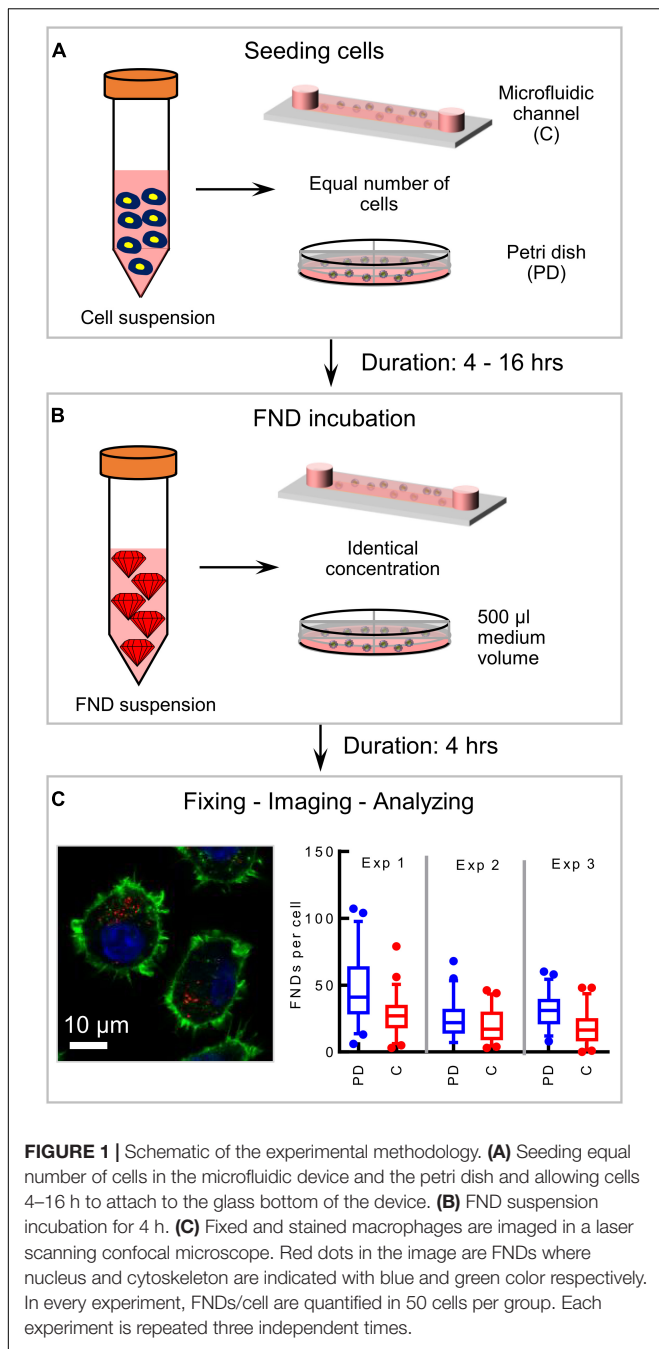 A
Seeding cells
Microfluidic
channel
(C)
Equal number of
cells
Petri dish
(PD)
Cell suspension
Duration: 4 - 16 hrs
B
FND incubation
Identical
concentration
500 µl
medium
volume
FND suspension
Duration: 4 hrs
C
Fixing - Imaging - Analyzing
10 µm
FNDs per cell
150
100
50
0
Exp 1
Exp 2
Exp 3
PD
C
PD
C
PD
C
FIGURE 1 | Schematic of the experimental methodology. (A) Seeding equal
number of cells in the microfluidic device and the petri dish and allowing cells
4–16 h to attach to the glass bottom of the device. (B) FND suspension
incubation for 4 h. (C) Fixed and stained macrophages are imaged in a laser
scanning confocal microscope. Red dots in the image are FNDs where
nucleus and cytoskeleton are indicated with blue and green color respectively.
In every experiment, FNDs/cell are quantified in 50 cells per group. Each
experiment is repeated three independent times.